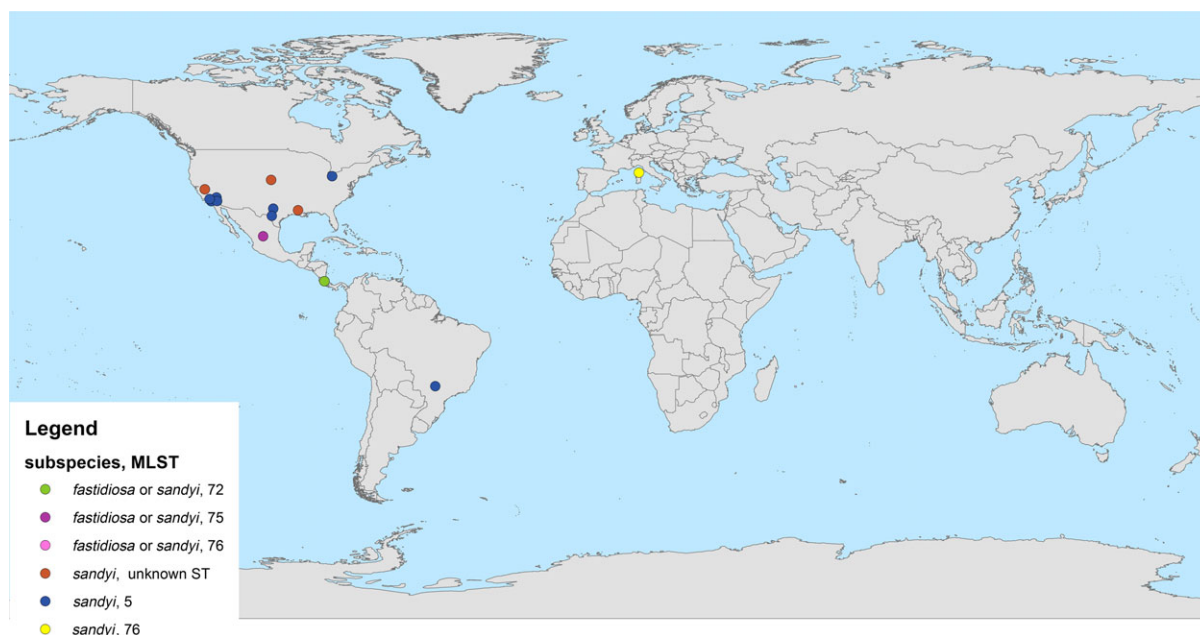 Legend
subspecies, MLST
fastidiosa or sandyi, 72
fastidiosa or sandyi, 75
fastidiosa or sandyi, 76
sandyi, unknown ST
sandyi, 5
sandyi, 76